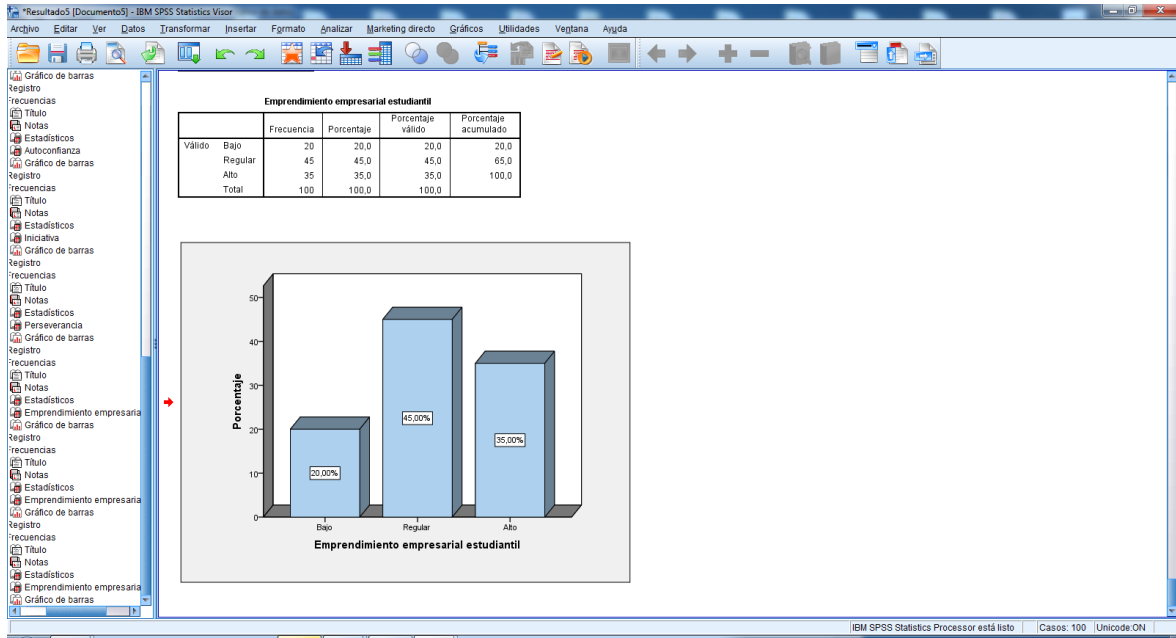 *Resultado5 [Documento5] - IBM SPSS Statistics Visor
Archivo Editar Ver Datos Transformar Insertar Formato Analizar Marketing directo Gráficos Utilidades Ventana Ayuda
Gráfico de barras
Registro
Frecuencias
Título
Notas
Estadísticos
Autoconfianza
Gráfico de barras
Registro
Frecuencias
Título
Notas
Estadísticos
Iniciativa
Gráfico de barras
Registro
Frecuencias
Título
Notas
Estadísticos
Perseverancia
Gráfico de barras
Registro
Frecuencias
Título
Notas
Estadísticos
Emprendimiento empresaria
Gráfico de barras
Registro
Frecuencias
Título
Notas
Estadísticos
Emprendimiento empresaria
Gráfico de barras
Registro
Frecuencias
Título
Notas
Estadísticos
Emprendimiento empresaria
Gráfico de barras
Emprendimiento empresarial estudiantil
Frecuencia Porcentaje Porcentaje válido Porcentaje acumulado
Válido Bajo 20 20,0 20,0 20,0
Regular 45 45,0 45,0 65,0
Alto 35 35,0 35,0 100,0
Total 100 100,0 100,0
Porcentaje
50
40
30
20
10
0
20,00%
45,00%
35,00%
Bajo Regular Alto
Emprendimiento empresarial estudiantil
IBM SPSS Statistics Processor está listo Casos: 100 Unicode:ON